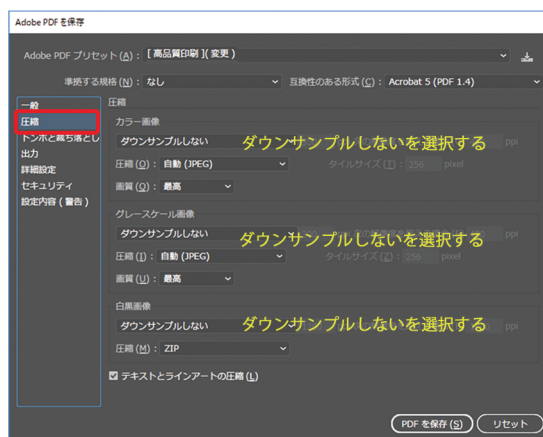 Adobe PDF を保存
Adobe PDF プリセット (A) : [ 高品質印刷 ] ( 変更 )
準拠する規格 (N) : なし 互換性のある形式 (C) : Acrobat 5 (PDF 1.4)
一般
圧縮
トンボと裁ち落とし
出力
詳細設定
セキュリティ
設定内容 ( 警告 )
圧縮
カラー画像
ダウンサンプルしない ダウンサンプルしないを選択する ppi
圧縮 (O) : 自動 (JPEG) タイルサイズ (T) : 256 pixel
画質 (Q) : 最高
グレースケール画像
ダウンサンプルしない ダウンサンプルしないを選択する ppi
圧縮 (I) : 自動 (JPEG) タイルサイズ (Z) : 256 pixel
画質 (U) : 最高
白黒画像
ダウンサンプルしない ダウンサンプルしないを選択する ppi
圧縮 (M) : ZIP
テキストとラインアートの圧縮 (L)
PDF を保存 (S) リセット